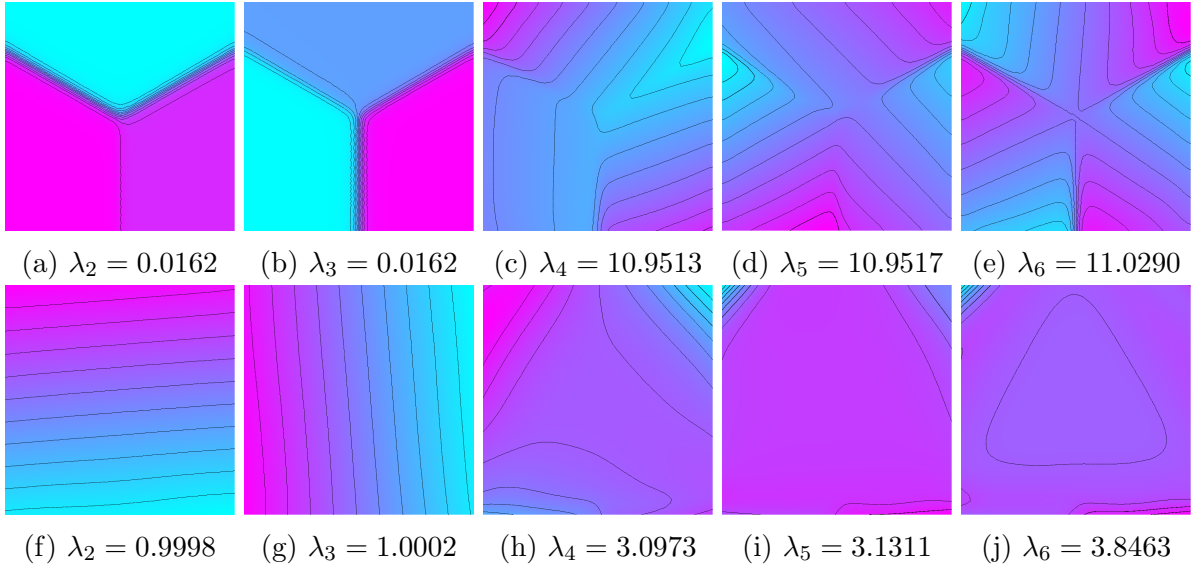 (a) λ₂ = 0.0162 (b) λ₃ = 0.0162 (c) λ₄ = 10.9513 (d) λ₅ = 10.9517 (e) λ₆ = 11.0290
(f) λ₂ = 0.9998 (g) λ₃ = 1.0002 (h) λ₄ = 3.0973 (i) λ₅ = 3.1311 (j) λ₆ = 3.8463